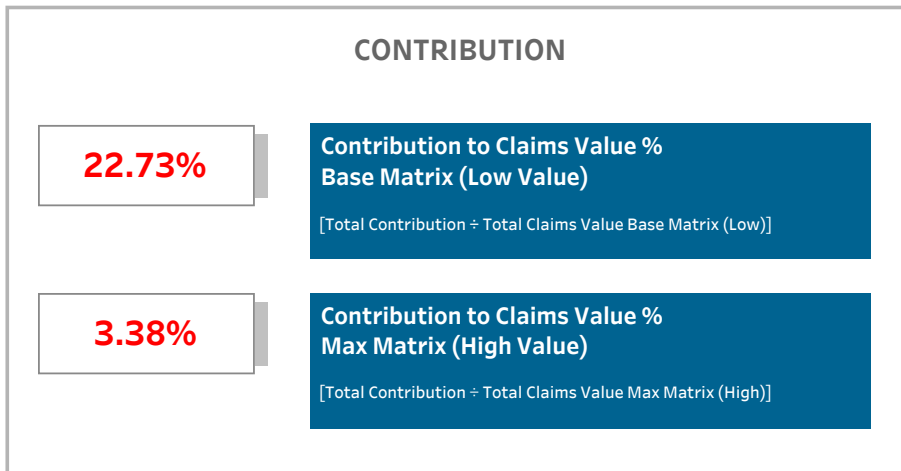 CONTRIBUTION
22.73%
Contribution to Claims Value %
Base Matrix (Low Value)
[Total Contribution ÷ Total Claims Value Base Matrix (Low)]
3.38%
Contribution to Claims Value %
Max Matrix (High Value)
[Total Contribution ÷ Total Claims Value Max Matrix (High)]